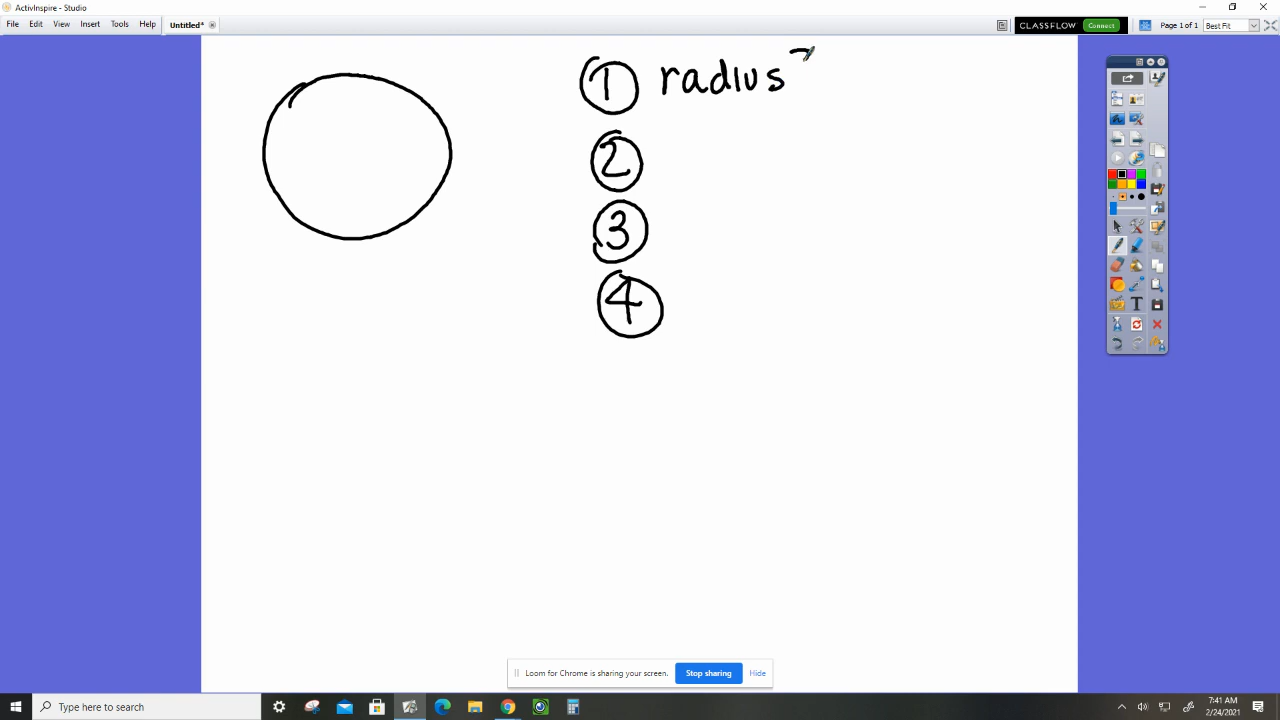 ActivInspire - Studio
File Edit View Insert Tools Help Untitled*
CLASSFLOW Connect Page 1 of 1 Best Fit
1 radius
2
3
4
T
Loom for Chrome is sharing your screen. Stop sharing Hide
Type here to search
7:41 AM
2/24/2021